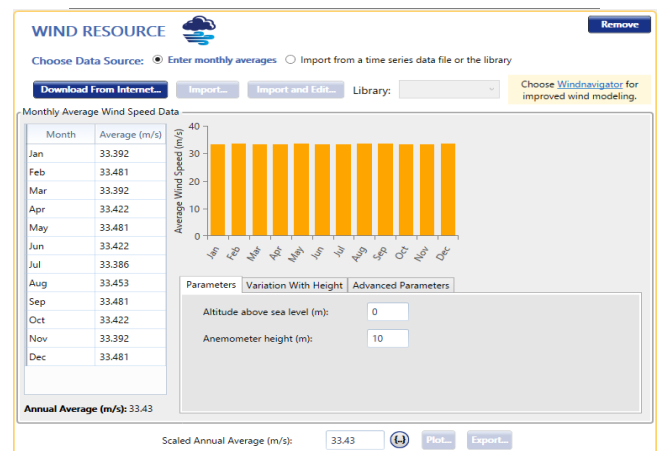 WIND RESOURCE
Remove
Choose Data Source: Enter monthly averages Import from a time series data file or the library
Download From Internet... Import... Import and Edit... Library:
Choose Windnavigator for
improved wind modeling.
Monthly Average Wind Speed Data
Month Average (m/s)
Jan 33.392
Feb 33.481
Mar 33.392
Apr 33.422
May 33.481
Jun 33.422
Jul 33.386
Aug 33.453
Sep 33.481
Oct 33.422
Nov 33.392
Dec 33.481
Annual Average (m/s): 33.43
Average Wind Speed (m/s)
40
30
20
10
0
Jan Feb Mar Apr May Jun Jul Aug Sep Oct Nov Dec
Parameters Variation With Height Advanced Parameters
Altitude above sea level (m): 0
Anemometer height (m): 10
Scaled Annual Average (m/s): 33.43 {..} Plot... Export...